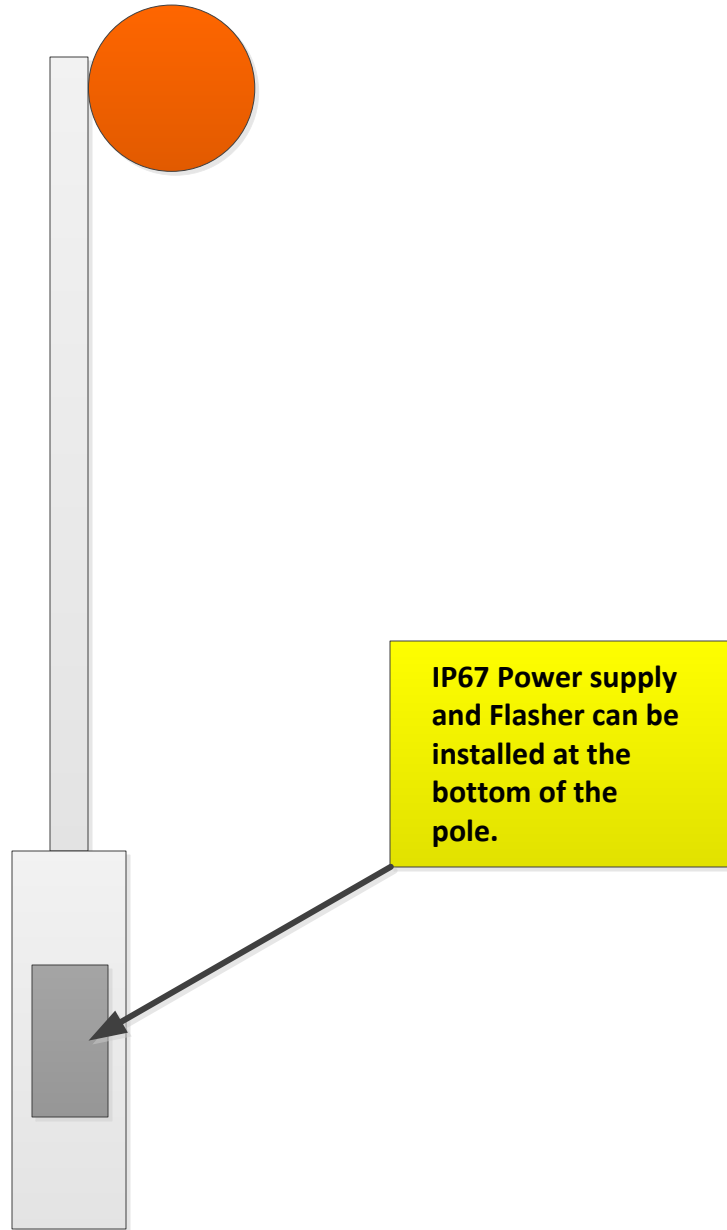 IP67 Power supply
and Flasher can be
installed at the
bottom of the
pole.